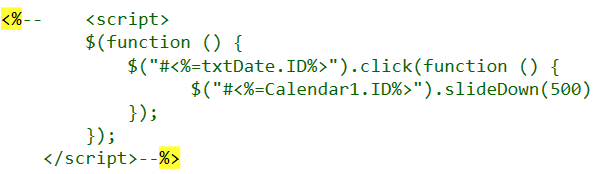 <%--    <script>
        $(function () {
            $("#<%=txtDate.ID%>").click(function () {
                  $("#<%=Calendar1.ID%>").slideDown(500)
            });
        });
    </script>--%>